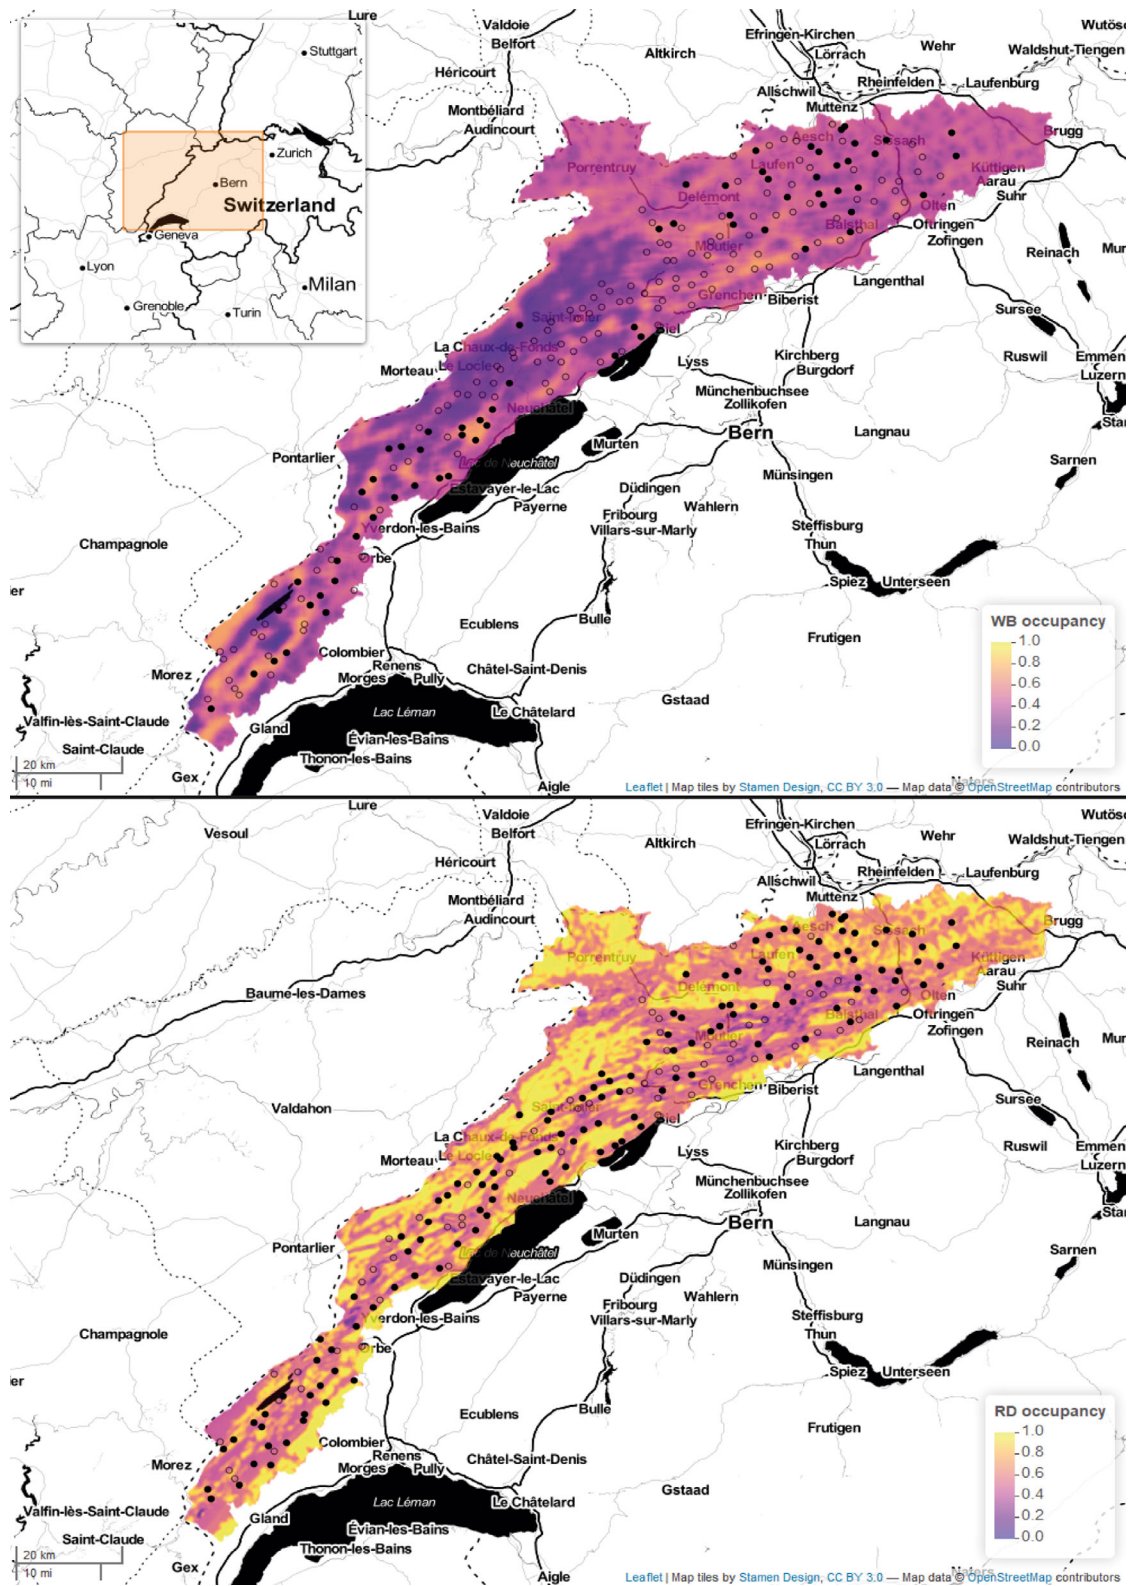 Lure
Valdoie
Belfort
Efringen-Kirchen
Wehr
Lörrach
Altkirch
Waldshut-Tiengen
Stuttgart
Héricourt
Rheinfelden
Laufenburg
Allschwil
Muttenz
Montbéliard
Audincourt
Aesch
Sissach
Brugg
Zurich
Porrentruy
Laufen
Küttigen
Aarau
Bern
Delémont
Suhr
Switzerland
Olten
Balsthal
Oftringen
Zofingen
Geneva
Moutier
Reinach
Mur
Lyon
Milan
Grenchen
Biberist
Langenthal
Grenoble
Turin
Saint-Imier
Sursee
Biel
La Chaux-de-Fonds
Le Locle
Morteau
Lyss
Kirchberg
Burgdorf
Ruswil
Emmen
Luzern
Münchenbuchsee
Zollikofen
Neuchâtel
Star
Bern
Langnau
Murten
Pontarlier
Lac de Neuchâtel
Sarnen
Münsingen
Estavayer-le-Lac
Düdingen
Payerne
Wahlern
Fribourg
Yverdon-les-Bains
Villars-sur-Marly
Steffisburg
Champagnole
Thun
Orbe
Spiez
Unterseen
ier
Ecublens
Bulle
Frutigen
WB occupancy
1.0
0.8
0.6
0.4
0.2
0.0
Colombier
Renens
Châtel-Saint-Denis
Morez
Morges
Pully
Gstaad
Lac Léman
Le Châtelard
Valfin-lès-Saint-Claude
Gland
Évian-les-Bains
Saint-Claude
Thonon-les-Bains
20 km
10 mi
Gex
Aigle
Naters
Leaflet | Map tiles by Stamen Design, CC BY 3.0 — Map data © OpenStreetMap contributors
Lure
Valdoie
Vesoul
Belfort
Efringen-Kirchen
Wehr
Lörrach
Altkirch
Waldshut-Tiengen
Héricourt
Rheinfelden
Laufenburg
Allschwil
Muttenz
Montbéliard
Audincourt
Aesch
Sissach
Brugg
Porrentruy
Laufen
Küttigen
Aarau
Delémont
Suhr
Baume-les-Dames
Olten
Balsthal
Oftringen
Zofingen
Moutier
Reinach
Mur
Langenthal
Grenchen
Biberist
Valdahon
Saint-Imier
Sursee
Biel
La Chaux-de-Fonds
Le Locle
Morteau
Lyss
Kirchberg
Burgdorf
Ruswil
Emmen
Luzern
Münchenbuchsee
Zollikofen
Neuchâtel
Star
Bern
Langnau
Murten
Pontarlier
Lac de Neuchâtel
Sarnen
Münsingen
Estavayer-le-Lac
Düdingen
Payerne
Wahlern
Fribourg
Yverdon-les-Bains
Villars-sur-Marly
Steffisburg
Champagnole
Thun
Orbe
Spiez
Unterseen
ier
Ecublens
Bulle
Frutigen
RD occupancy
1.0
0.8
0.6
0.4
0.2
0.0
Colombier
Renens
Châtel-Saint-Denis
Morez
Morges
Pully
Gstaad
Lac Léman
Le Châtelard
Valfin-lès-Saint-Claude
Gland
Évian-les-Bains
Saint-Claude
Thonon-les-Bains
20 km
10 mi
Gex
Aigle
Naters
Leaflet | Map tiles by Stamen Design, CC BY 3.0 — Map data © OpenStreetMap contributors